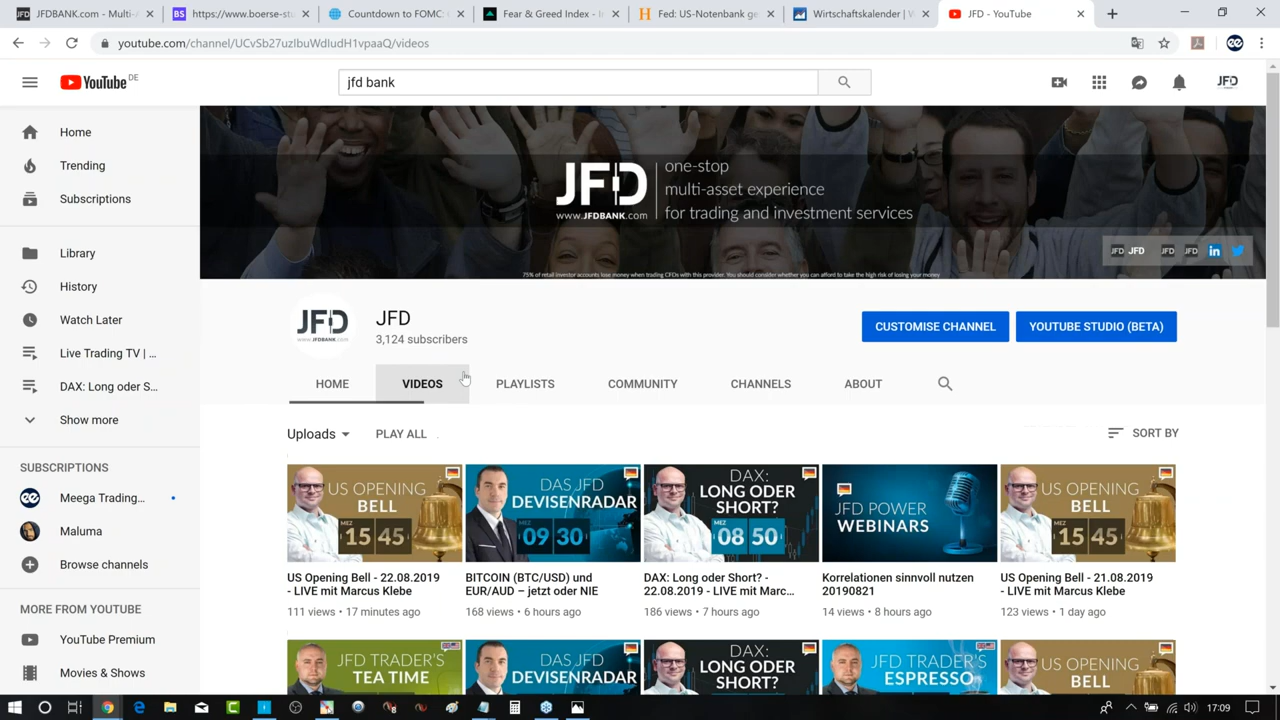 JFDBANK.com - Multi-A
https://www.boerse-stu
Countdown to FOMC: C
Fear & Greed Index - I
Fed: US-Notenbank ge
Wirtschaftskalender | W
JFD - YouTube
youtube.com/channel/UCvSb27uzlbuWdIudH1vpaaQ/videos
YouTube DE
jfd bank
JFD
Home
Trending
Subscriptions
Library
History
Watch Later
Live Trading TV | ...
DAX: Long oder S...
Show more
SUBSCRIPTIONS
Meega Trading...
Maluma
Browse channels
MORE FROM YOUTUBE
YouTube Premium
Movies & Shows
JFD
www.JFDBANK.com
one-stop
multi-asset experience
for trading and investment services
JFD JFD JFD JFD in
75% of retail investor accounts lose money when trading CFDs with this provider. You should consider whether you can afford to take the high risk of losing your money
JFD
www.JFDBANK.com
JFD
3,124 subscribers
CUSTOMISE CHANNEL
YOUTUBE STUDIO (BETA)
HOME
VIDEOS
PLAYLISTS
COMMUNITY
CHANNELS
ABOUT
Uploads
PLAY ALL
SORT BY
US OPENING
BELL
MEZ 15 45
US Opening Bell - 22.08.2019
- LIVE mit Marcus Klebe
111 views • 17 minutes ago
DAS JFD
DEVISENRADAR
MEZ 09 30
BITCOIN (BTC/USD) und
EUR/AUD – jetzt oder NIE
168 views • 6 hours ago
DAX:
LONG ODER
SHORT?
MEZ 08 50
DAX: Long oder Short? -
22.08.2019 - LIVE mit Marc...
186 views • 7 hours ago
JFD POWER
WEBINARS
Korrelationen sinnvoll nutzen
20190821
14 views • 8 hours ago
US OPENING
BELL
MEZ 15 45
US Opening Bell - 21.08.2019
- LIVE mit Marcus Klebe
123 views • 1 day ago
JFD TRADER'S
TEA TIME
DAS JFD
DEVISENRADAR
DAX:
LONG ODER
SHORT?
JFD TRADER'S
ESPRESSO
US OPENING
BELL
17:09